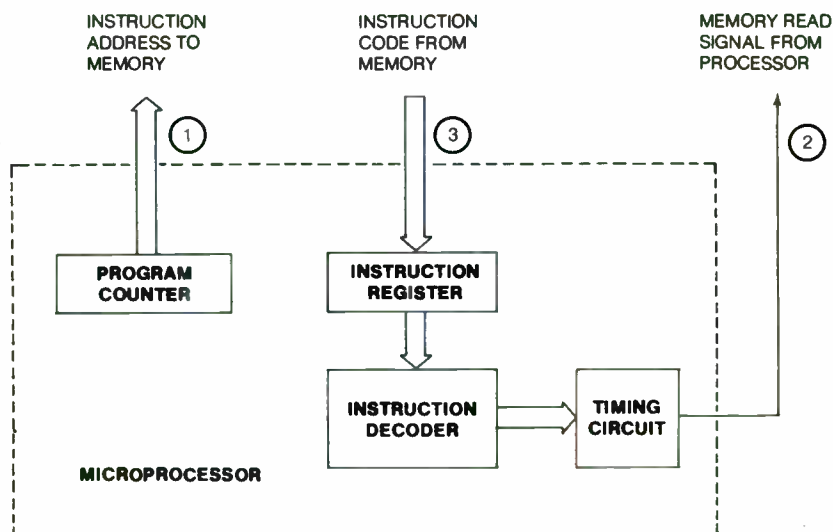 INSTRUCTION
ADDRESS TO
MEMORY
INSTRUCTION
CODE FROM
MEMORY
MEMORY READ
SIGNAL FROM
PROCESSOR
1
3
2
PROGRAM
COUNTER
INSTRUCTION
REGISTER
INSTRUCTION
DECODER
TIMING
CIRCUIT
MICROPROCESSOR